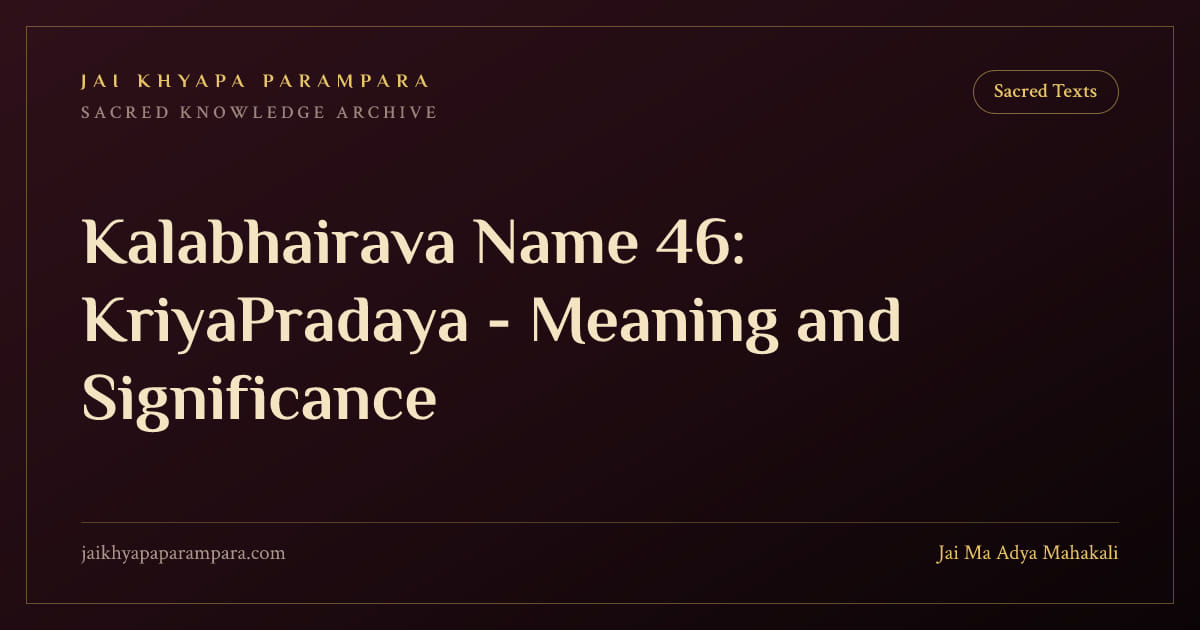 JAI KHYAPA PARAMPARA
SACRED KNOWLEDGE ARCHIVE
Sacred Texts
Kalabhairava Name 46:
KriyaPradaya - Meaning and
Significance
jaikhyapaparampara.com
Jai Ma Adya Mahakali